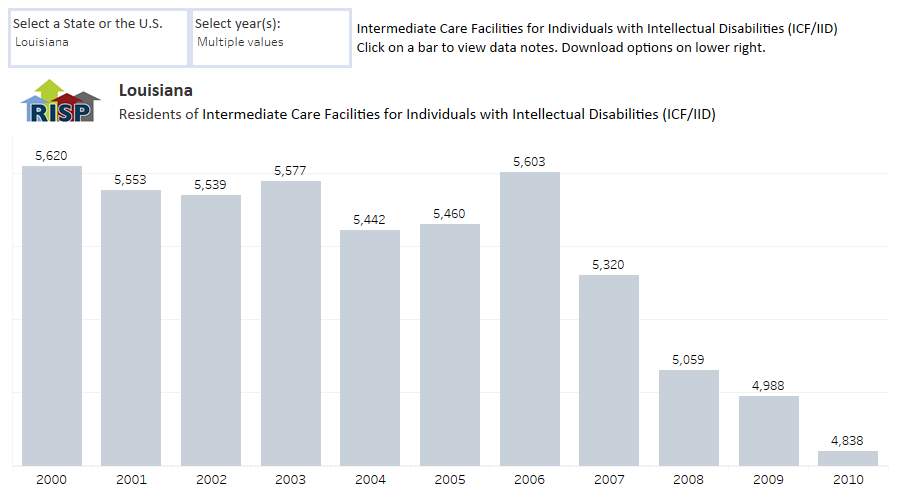 Select a State or the U.S.
Louisiana
Select year(s):
Multiple values
Intermediate Care Facilities for Individuals with Intellectual Disabilities (ICF/IID)
Click on a bar to view data notes. Download options on lower right.
RISP
Louisiana
Residents of Intermediate Care Facilities for Individuals with Intellectual Disabilities (ICF/IID)
5,620
5,553
5,539
5,577
5,442
5,460
5,603
5,320
5,059
4,988
4,838
2000 2001 2002 2003 2004 2005 2006 2007 2008 2009 2010